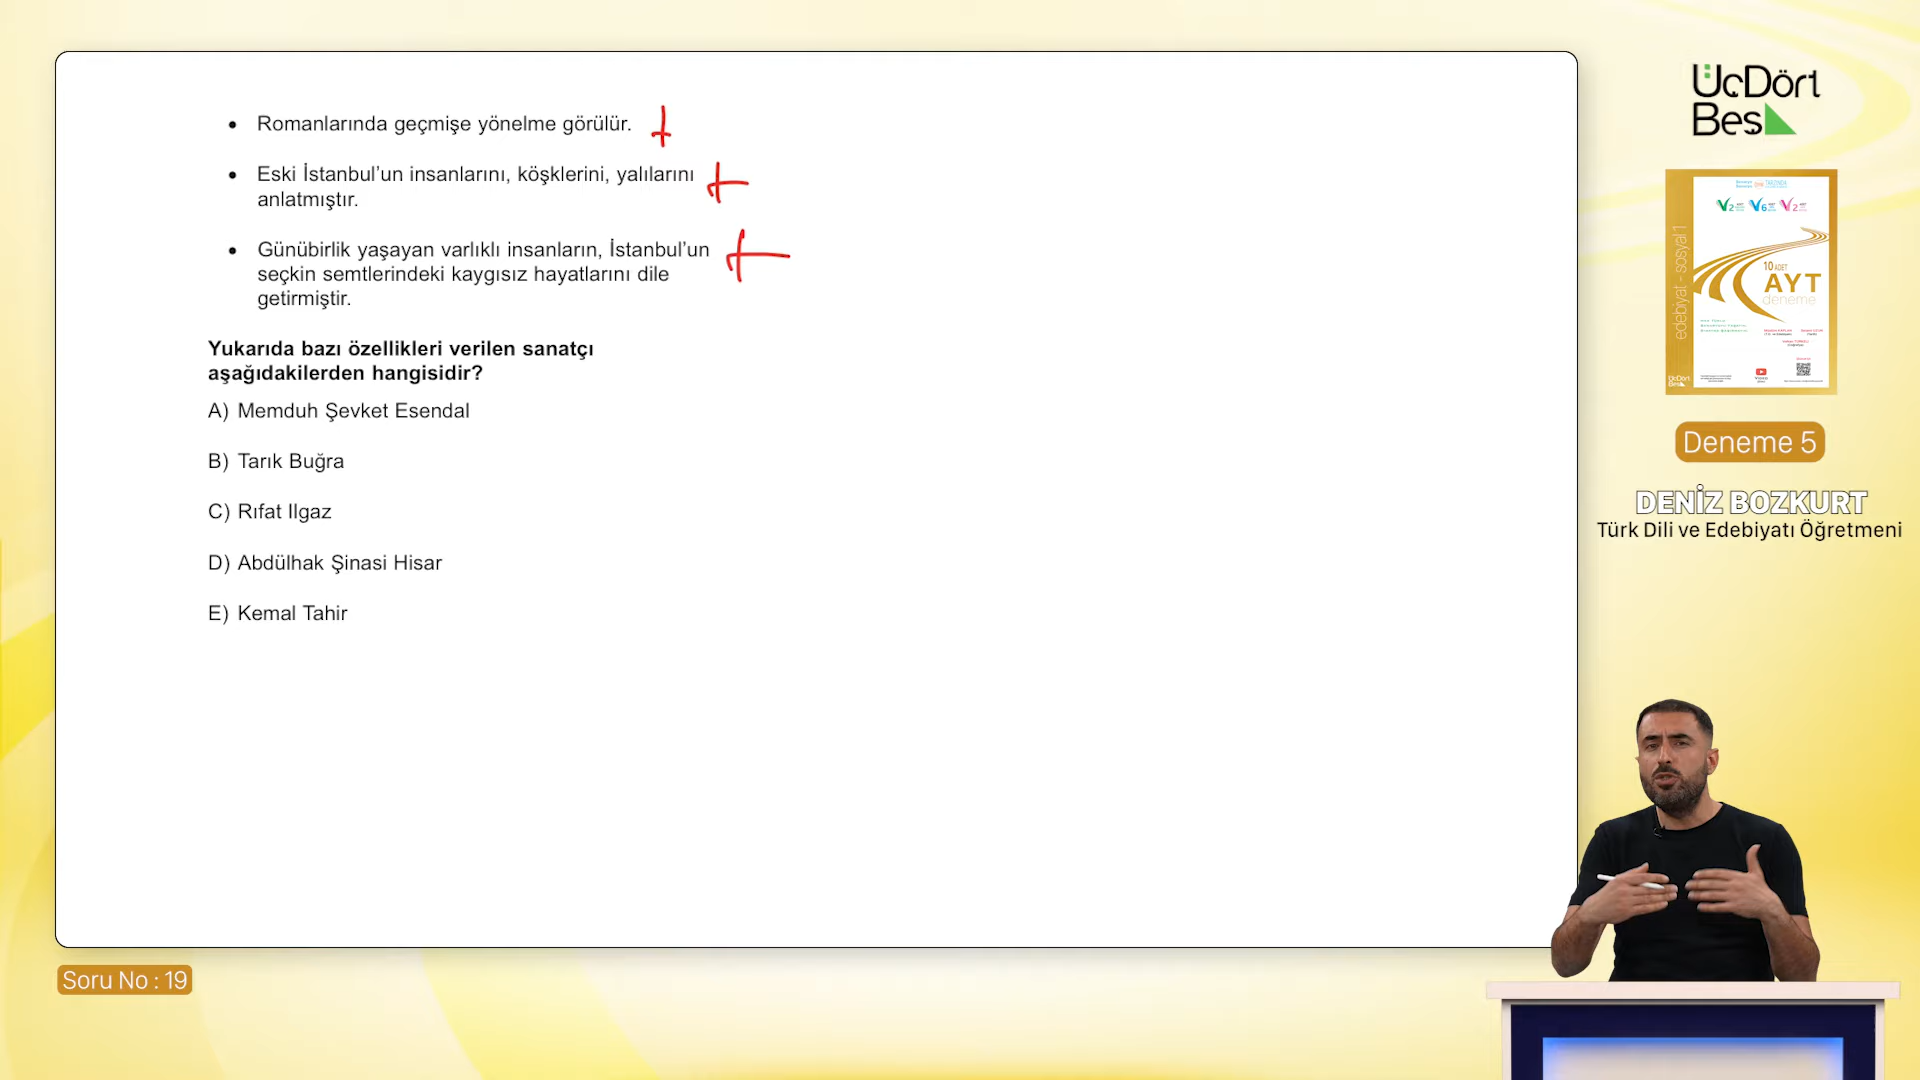 • Romanlarında geçmişe yönelme görülür.
• Eski İstanbul'un insanlarını, köşklerini, yalılarını
anlatmıştır.
• Günübirlik yaşayan varlıklı insanların, İstanbul'un
seçkin semtlerindeki kaygısız hayatlarını dile
getirmiştir.
Yukarıda bazı özellikleri verilen sanatçı
aşağıdakilerden hangisidir?
A) Memduh Şevket Esendal
B) Tarık Buğra
C) Rıfat Ilgaz
D) Abdülhak Şinasi Hisar
E) Kemal Tahir
Soru No : 19
ÜçDört
Beş
edebiyat - sosyal 1
10 ADET
AYT
deneme
Deneme 5
DENİZ BOZKURT
Türk Dili ve Edebiyatı Öğretmeni